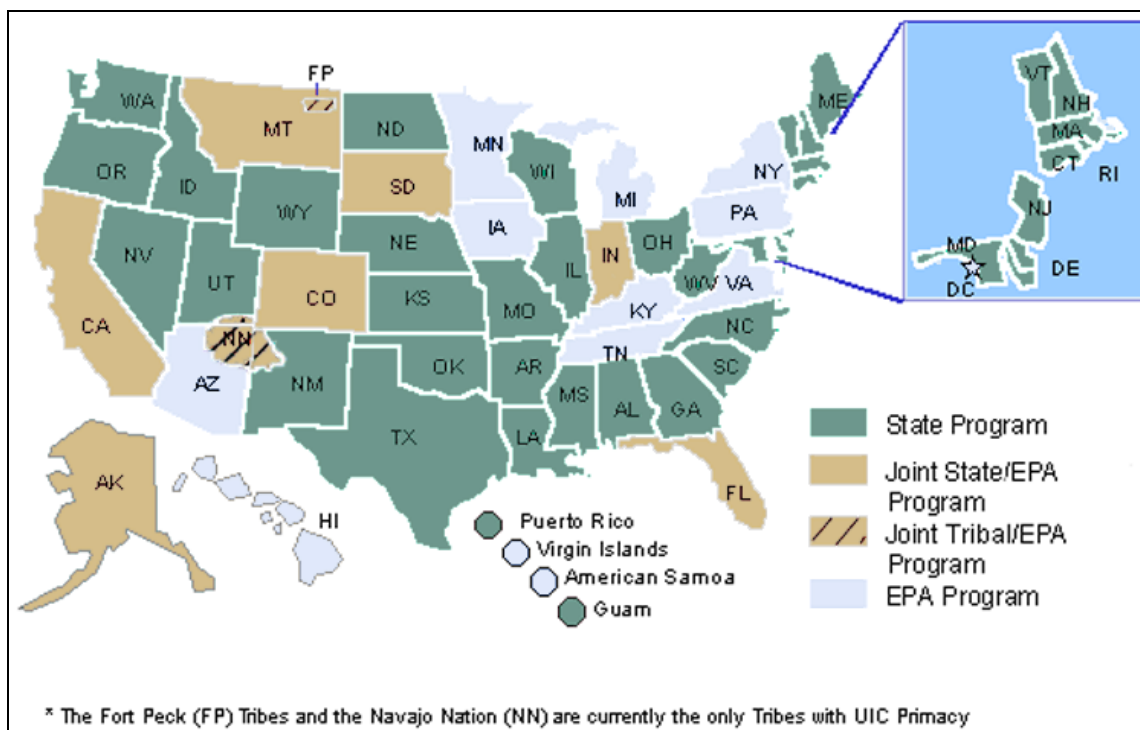 FP
WA
MT
ND
MN
ME
VT
NH
MA
CT
RI
OR
ID
SD
WI
NY
MI
WY
IA
PA
NJ
NV
NE
OH
MD
DE
DC
UT
IL
IN
WV
VA
CA
CO
KS
MO
KY
NN
NC
TN
AZ
NM
OK
AR
SC
MS
AL
GA
TX
LA
AK
FL
HI
State Program
Joint State/EPA
Program
Joint Tribal/EPA
Program
EPA Program
Puerto Rico
Virgin Islands
American Samoa
Guam
* The Fort Peck (FP) Tribes and the Navajo Nation (NN) are currently the only Tribes with UIC Primacy